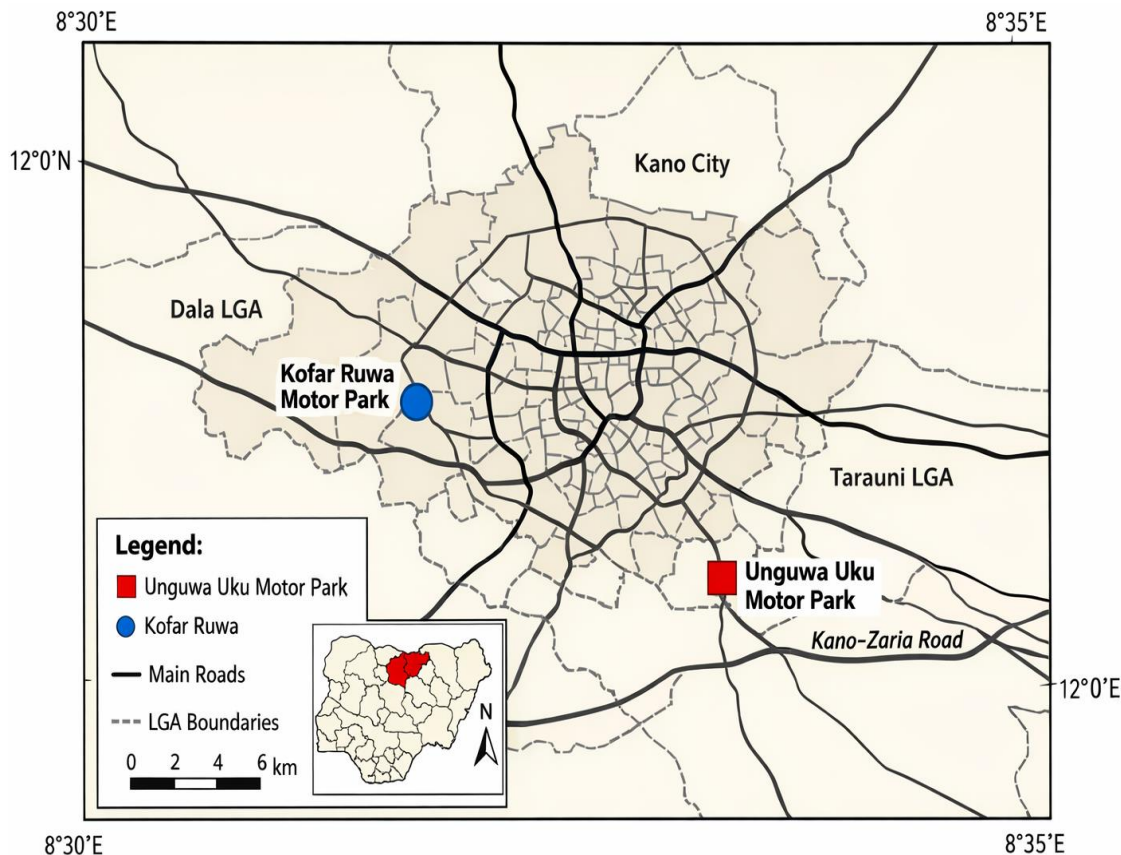 8°30’E
8°35’E
12°0’N
Kano City
Dala LGA
Kofar Ruwa
Motor Park
Tarauni LGA
Unguwa Uku
Motor Park
Kano-Zaria Road
12°0’E
Legend:
Unguwa Uku Motor Park
Kofar Ruwa
Main Roads
LGA Boundaries
0 2 4 6 km
N
8°30’E
8°35’E